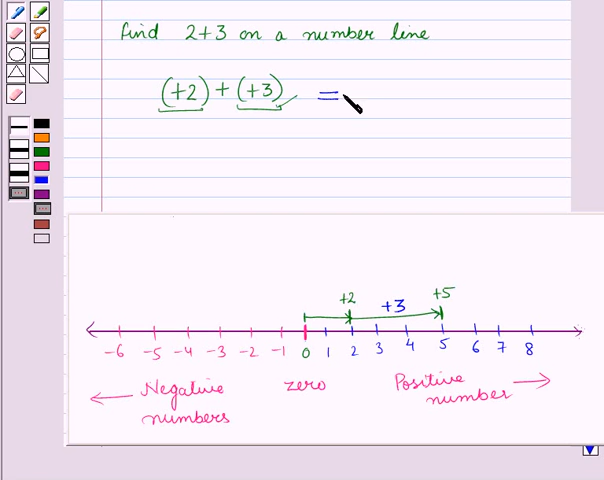 find 2+3 on a number line
(+2) + (+3) =
+2 +3 +5
-6 -5 -4 -3 -2 -1 0 1 2 3 4 5 6 7 8
← Negative numbers zero Positive number →